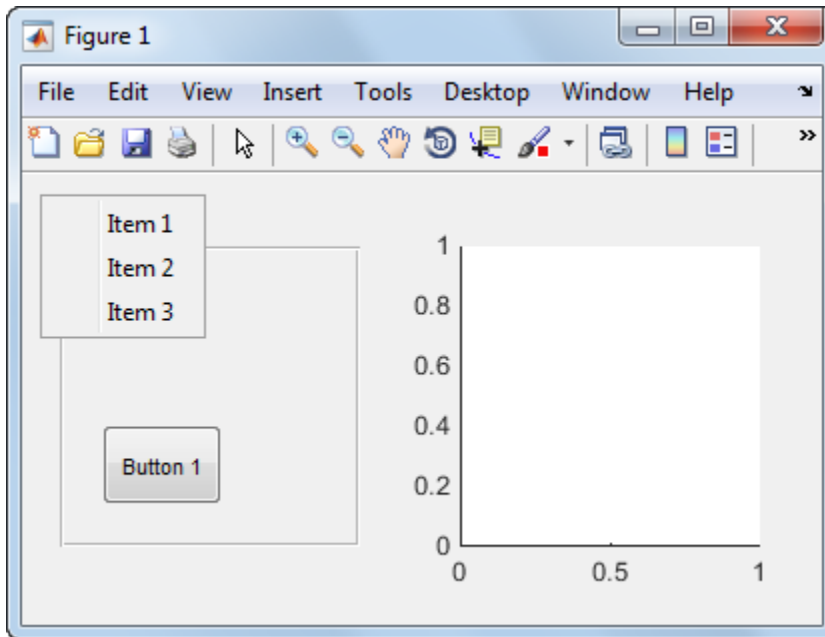 Figure 1
File Edit View Insert Tools Desktop Window Help
Item 1
Item 2
Item 3
Button 1
1
0.8
0.6
0.4
0.2
0
0 0.5 1